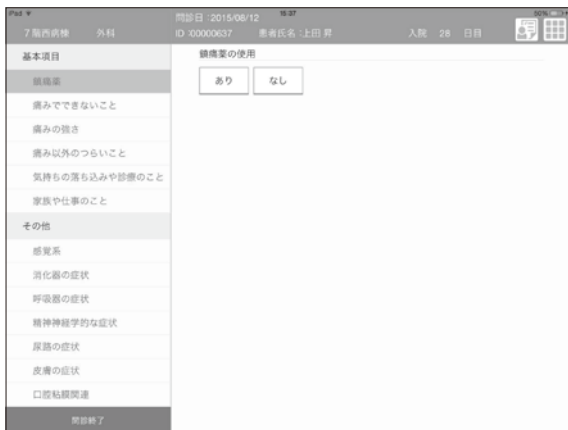 iPad
15:37
90%
7階西病棟 外科
問診日:2015/08/12
ID:00000637 患者氏名:上田 昇
入院 28 日目
基本項目
鎮痛薬
痛みでできないこと
痛みの強さ
痛み以外のつらいこと
気持ちの落ち込みや診療のこと
家族や仕事のこと
その他
感覚系
消化器の症状
呼吸器の症状
精神神経学的な症状
尿路の症状
皮膚の症状
口腔粘膜関連
問診終了
鎮痛薬の使用
あり
なし